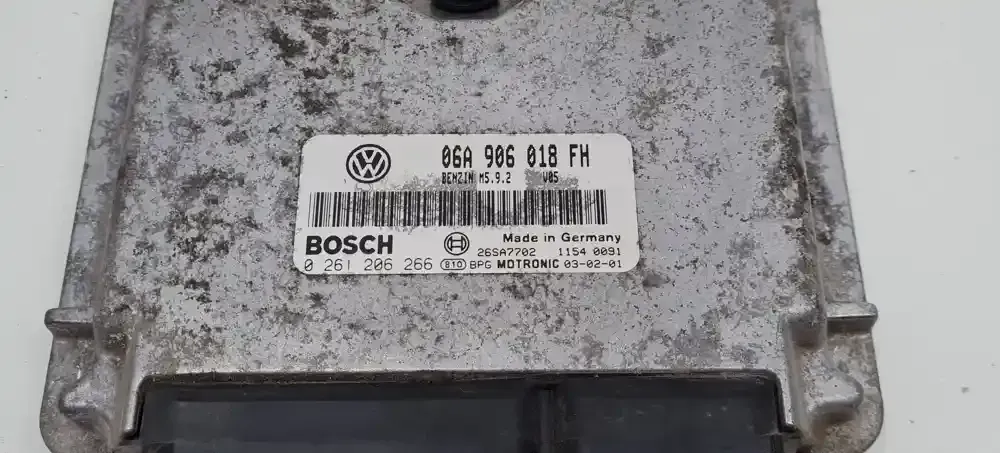 06A 906 018 FH
BENZIN M5.9.2 V05
BOSCH
Made in Germany
26SA7702 1154 0091
0 261 206 266 B10 BPG MOTRONIC 03-02-01